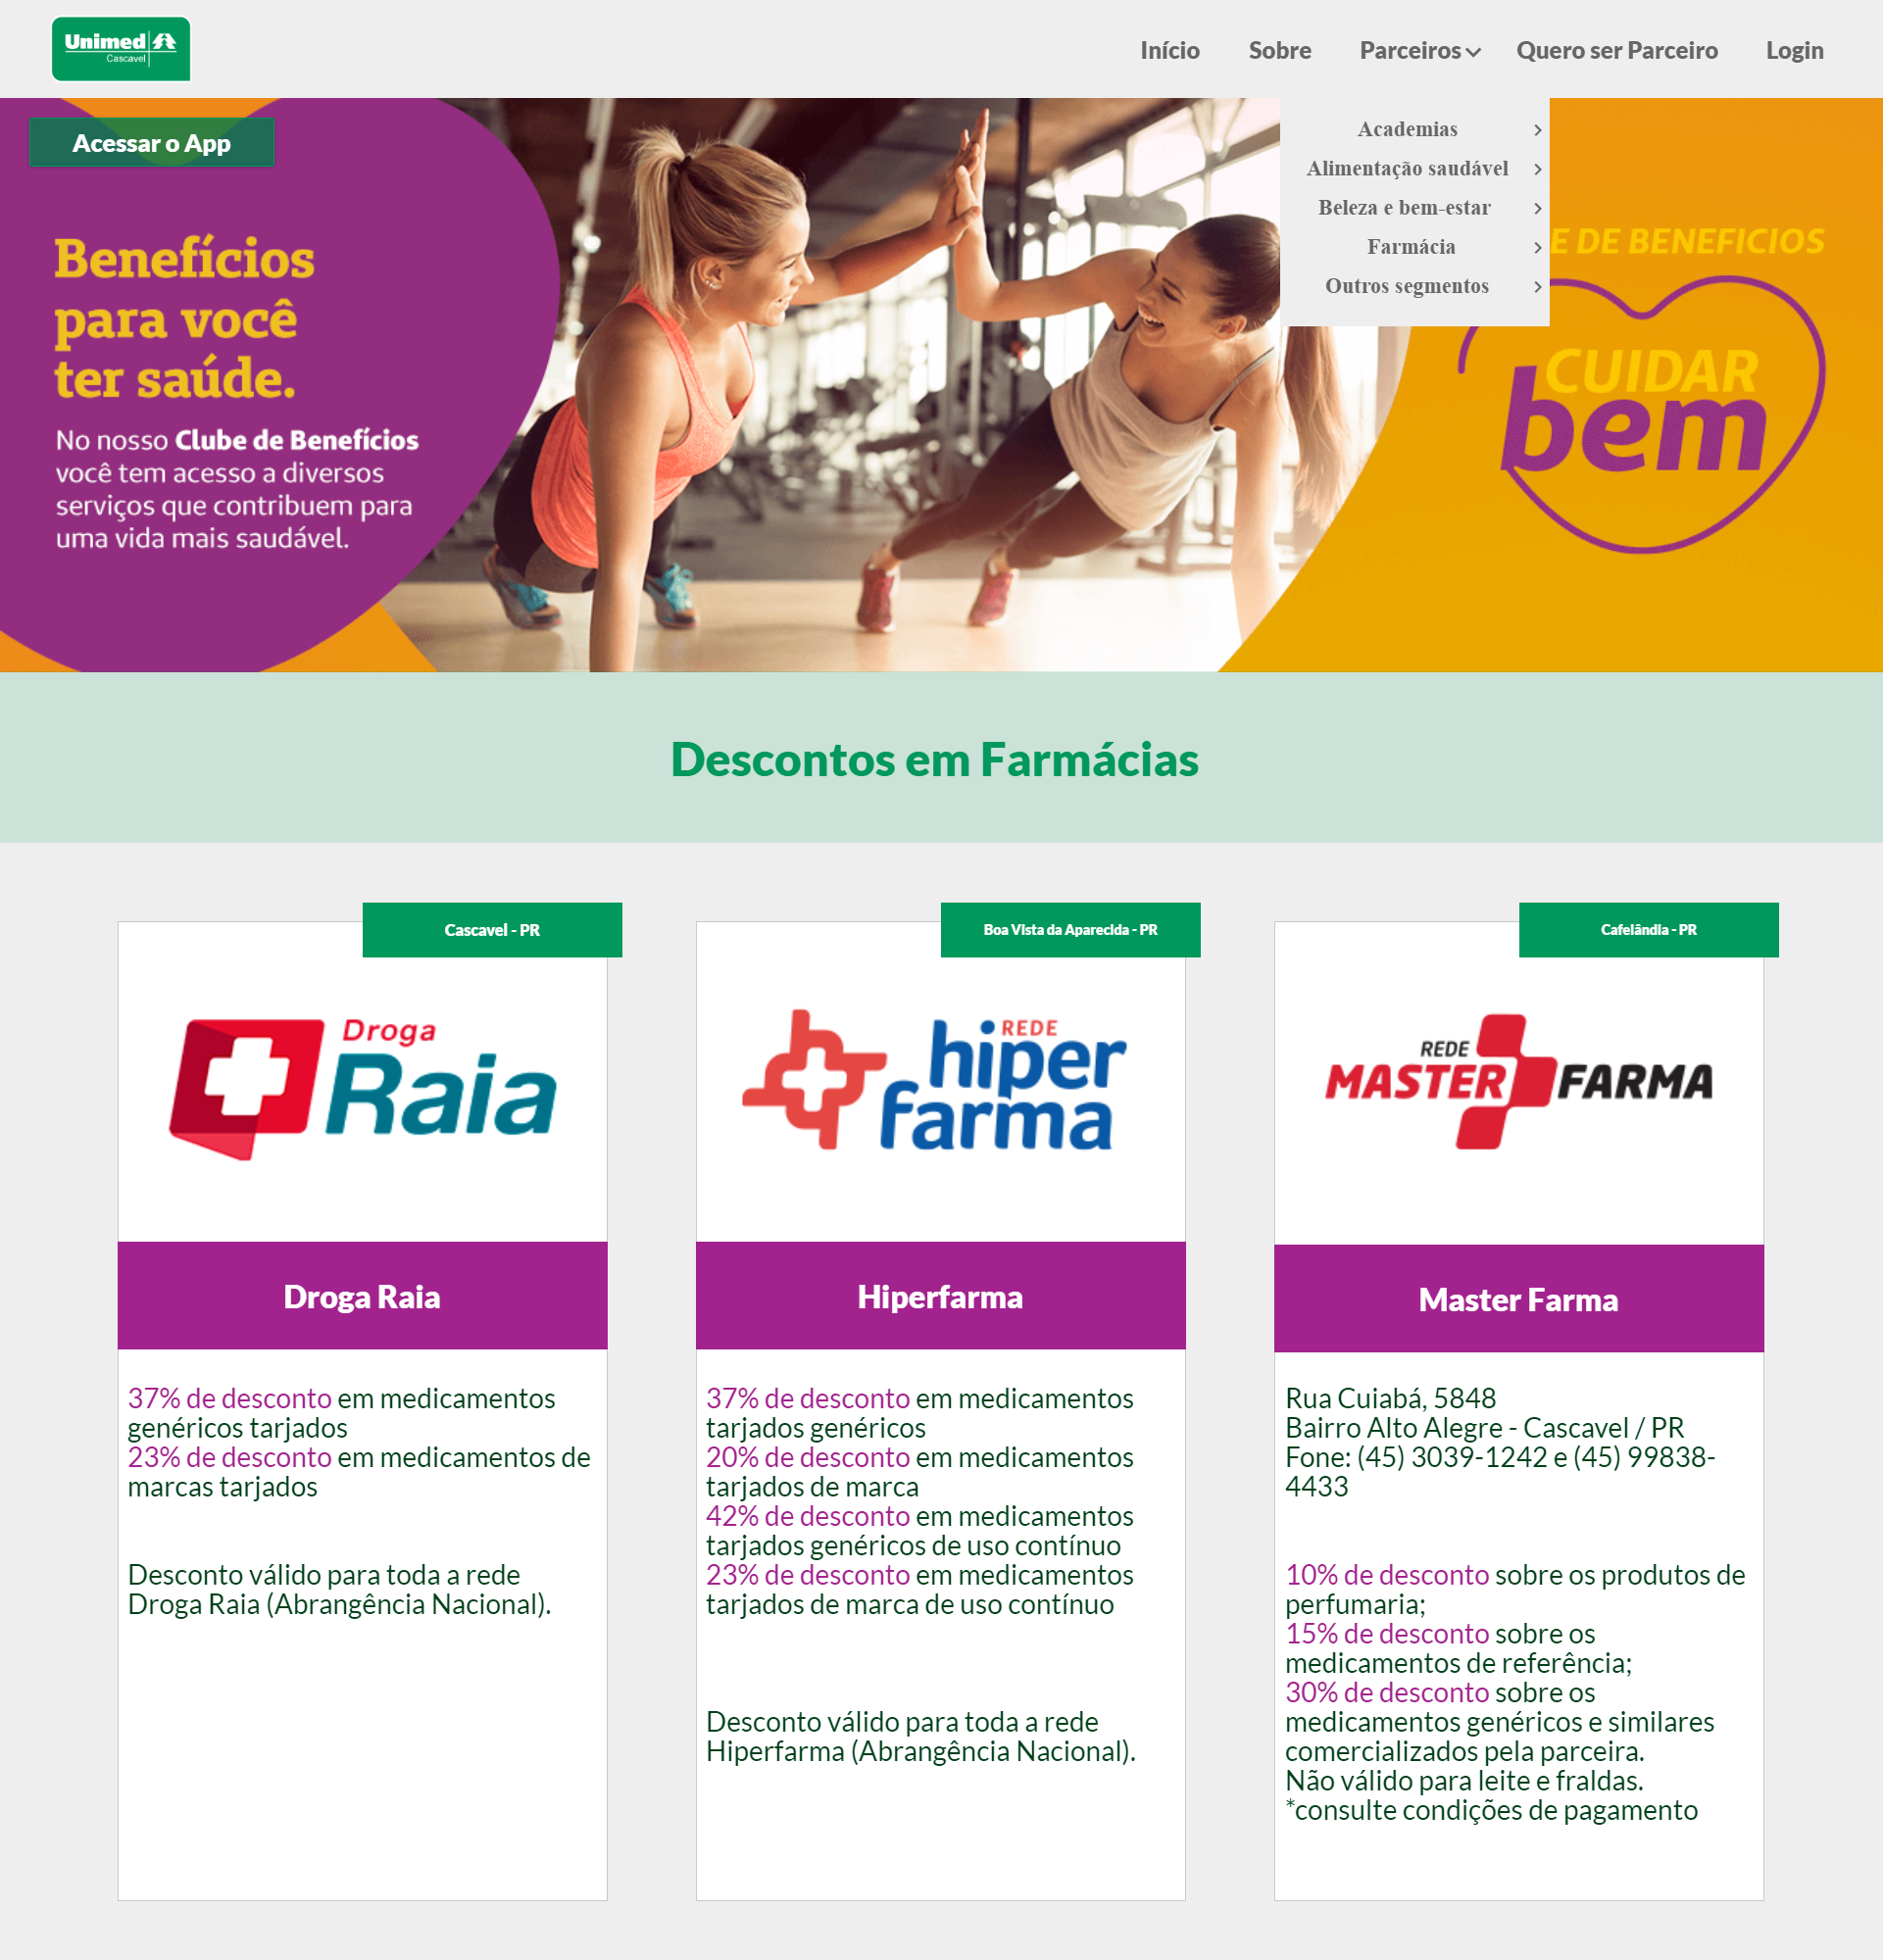 Unimed
Cascavel
Início Sobre Parceiros Quero ser Parceiro Login
Acessar o App
Academias
Alimentação saudável
Beleza e bem-estar
Farmácia
Outros segmentos
Benefícios
para você
ter saúde.
No nosso Clube de Benefícios
você tem acesso a diversos
serviços que contribuem para
uma vida mais saudável.
E DE BENEFICIOS
CUIDAR
bem
Descontos em Farmácias
Cascavel - PR
Droga
Raia
Droga Raia
37% de desconto em medicamentos
genéricos tarjados
23% de desconto em medicamentos de
marcas tarjados
Desconto válido para toda a rede
Droga Raia (Abrangência Nacional).
Boa Vista da Aparecida - PR
REDE
hiper
farma
Hiperfarma
37% de desconto em medicamentos
tarjados genéricos
20% de desconto em medicamentos
tarjados de marca
42% de desconto em medicamentos
tarjados genéricos de uso contínuo
23% de desconto em medicamentos
tarjados de marca de uso contínuo
Desconto válido para toda a rede
Hiperfarma (Abrangência Nacional).
Cafelândia - PR
REDE
MASTER FARMA
Master Farma
Rua Cuiabá, 5848
Bairro Alto Alegre - Cascavel / PR
Fone: (45) 3039-1242 e (45) 99838-
4433
10% de desconto sobre os produtos de
perfumaria;
15% de desconto sobre os
medicamentos de referência;
30% de desconto sobre os
medicamentos genéricos e similares
comercializados pela parceira.
Não válido para leite e fraldas.
*consulte condições de pagamento